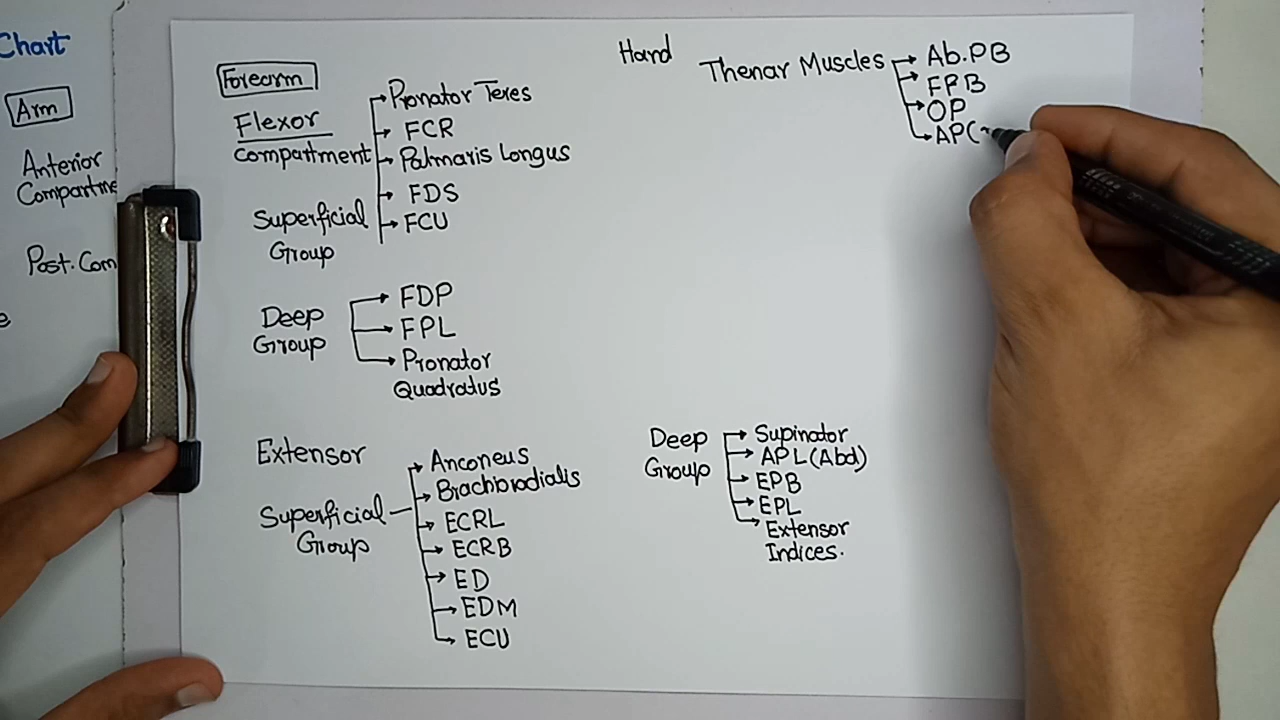 Chart
Arm
Anterior
Compartme
Post. Com
e
Forearm
Flexor
Compartment
Pronator Teres
FCR
Palmaris Longus
FDS
FCU
Superficial
Group
Deep
Group
FDP
FPL
Pronator
Quadratus
Extensor
Superficial
Group
Anconeus
Brachioradialis
ECRL
ECRB
ED
EDM
ECU
Hand
Thenar Muscles
Ab.PB
FPB
OP
AP(
Deep
Group
Supinator
APL(Abd)
EPB
EPL
Extensor
Indices.